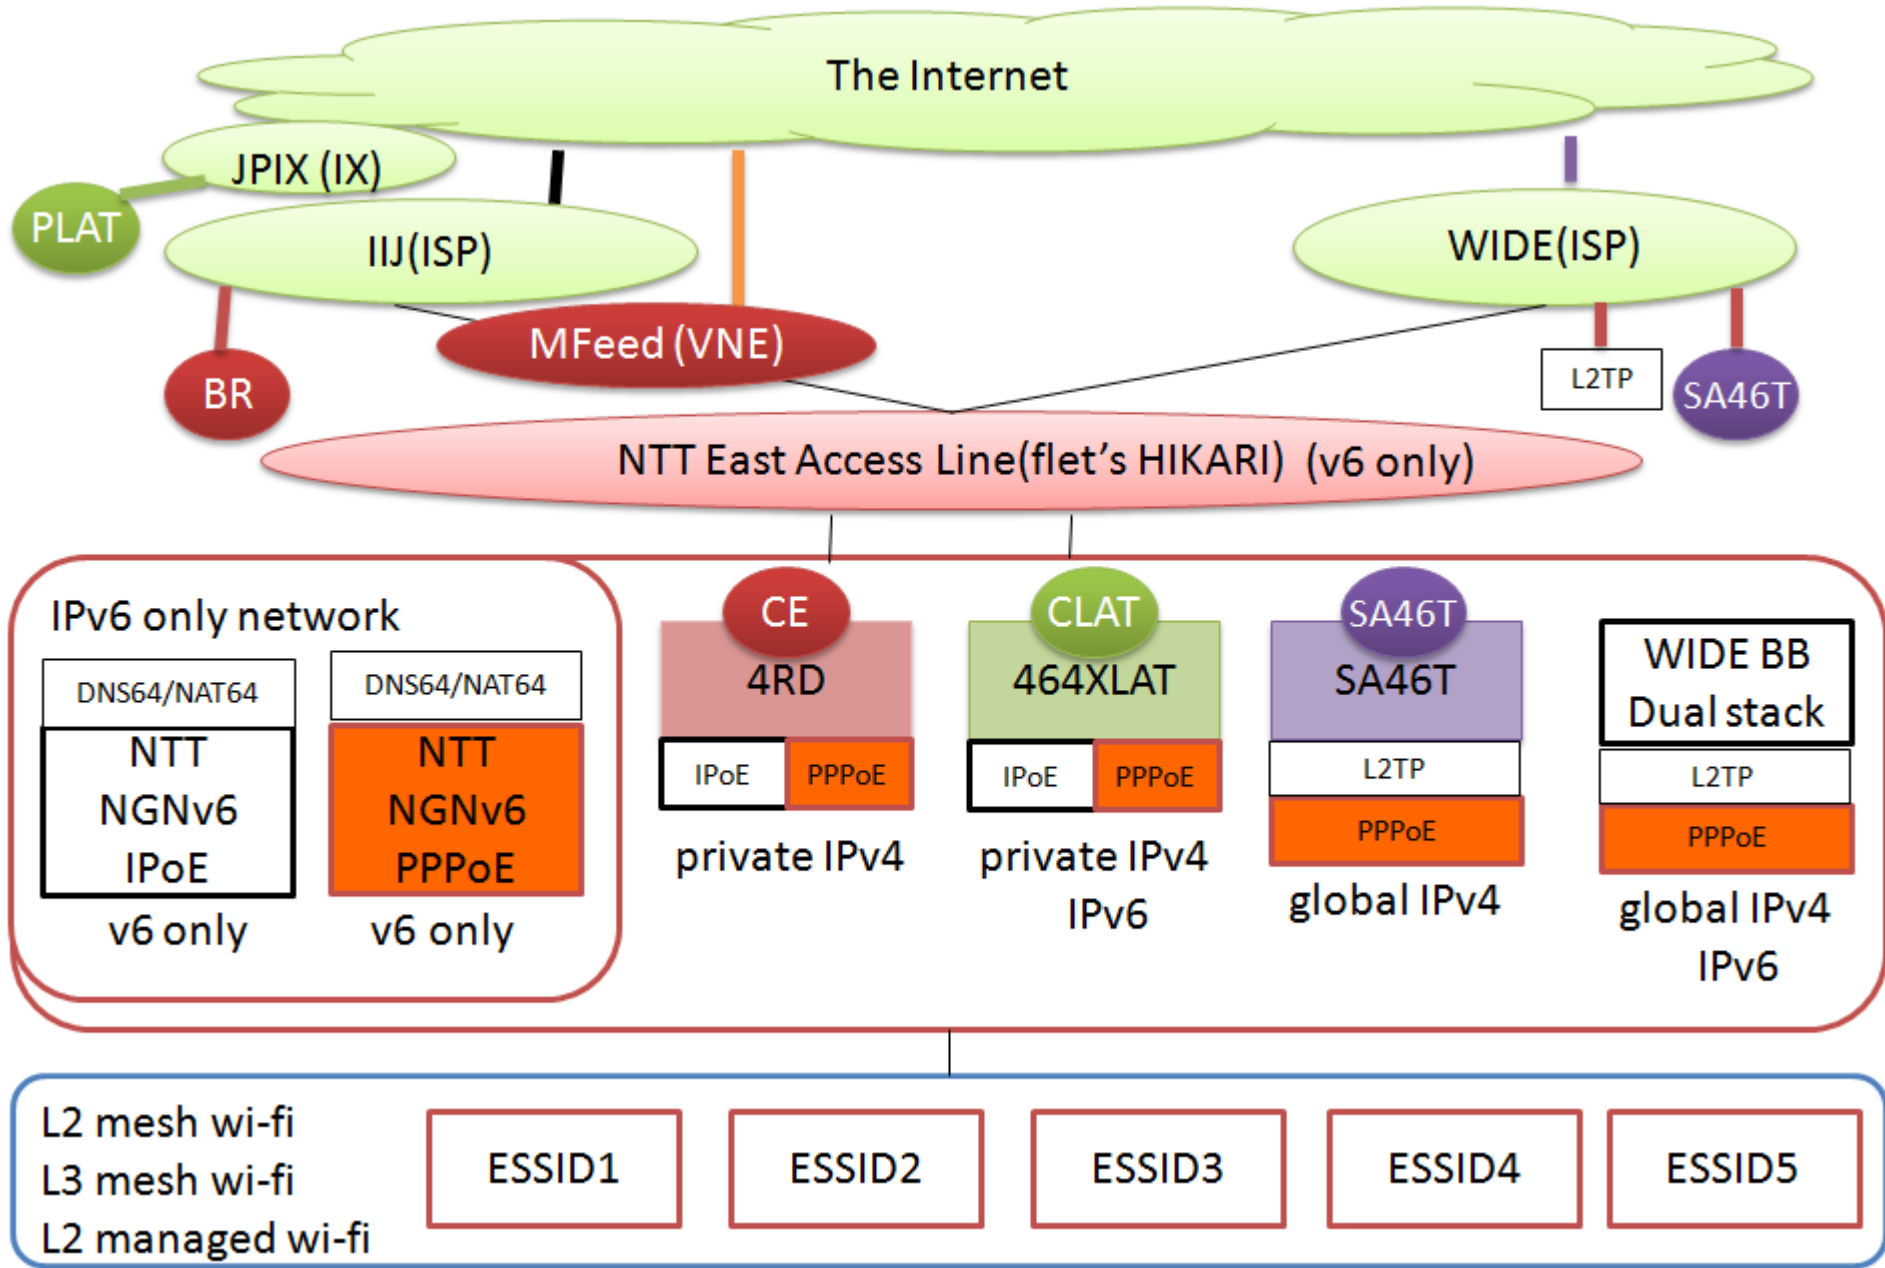 The Internet
JPIX (IX)
PLAT
IIJ(ISP)
WIDE(ISP)
MFeed (VNE)
BR
L2TP
SA46T
NTT East Access Line(flet's HIKARI) (v6 only)
IPv6 only network
DNS64/NAT64
NTT
NGNv6
IPoE
v6 only
DNS64/NAT64
NTT
NGNv6
PPPoE
v6 only
CE
4RD
IPoE
PPPoE
private IPv4
CLAT
464XLAT
IPoE
PPPoE
private IPv4
IPv6
SA46T
SA46T
L2TP
PPPoE
global IPv4
WIDE BB
Dual stack
L2TP
PPPoE
global IPv4
IPv6
L2 mesh wi-fi
L3 mesh wi-fi
L2 managed wi-fi
ESSID1
ESSID2
ESSID3
ESSID4
ESSID5